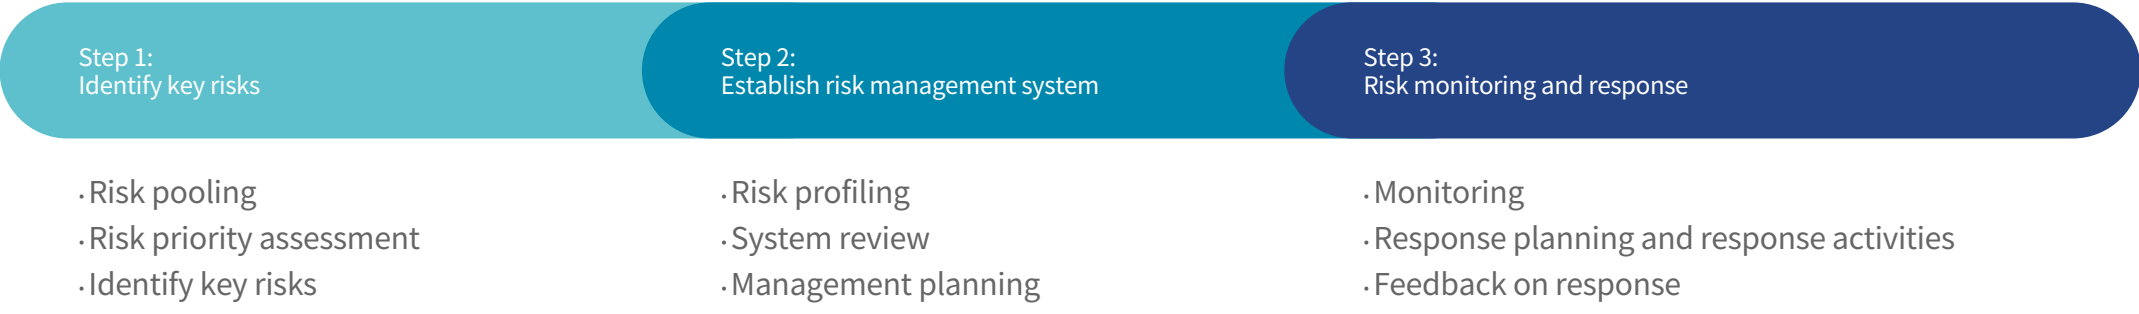 Step 1:
Identify key risks
Step 2:
Establish risk management system
Step 3:
Risk monitoring and response
· Risk pooling
· Risk priority assessment
· Identify key risks
· Risk profiling
· System review
· Management planning
· Monitoring
· Response planning and response activities
· Feedback on response